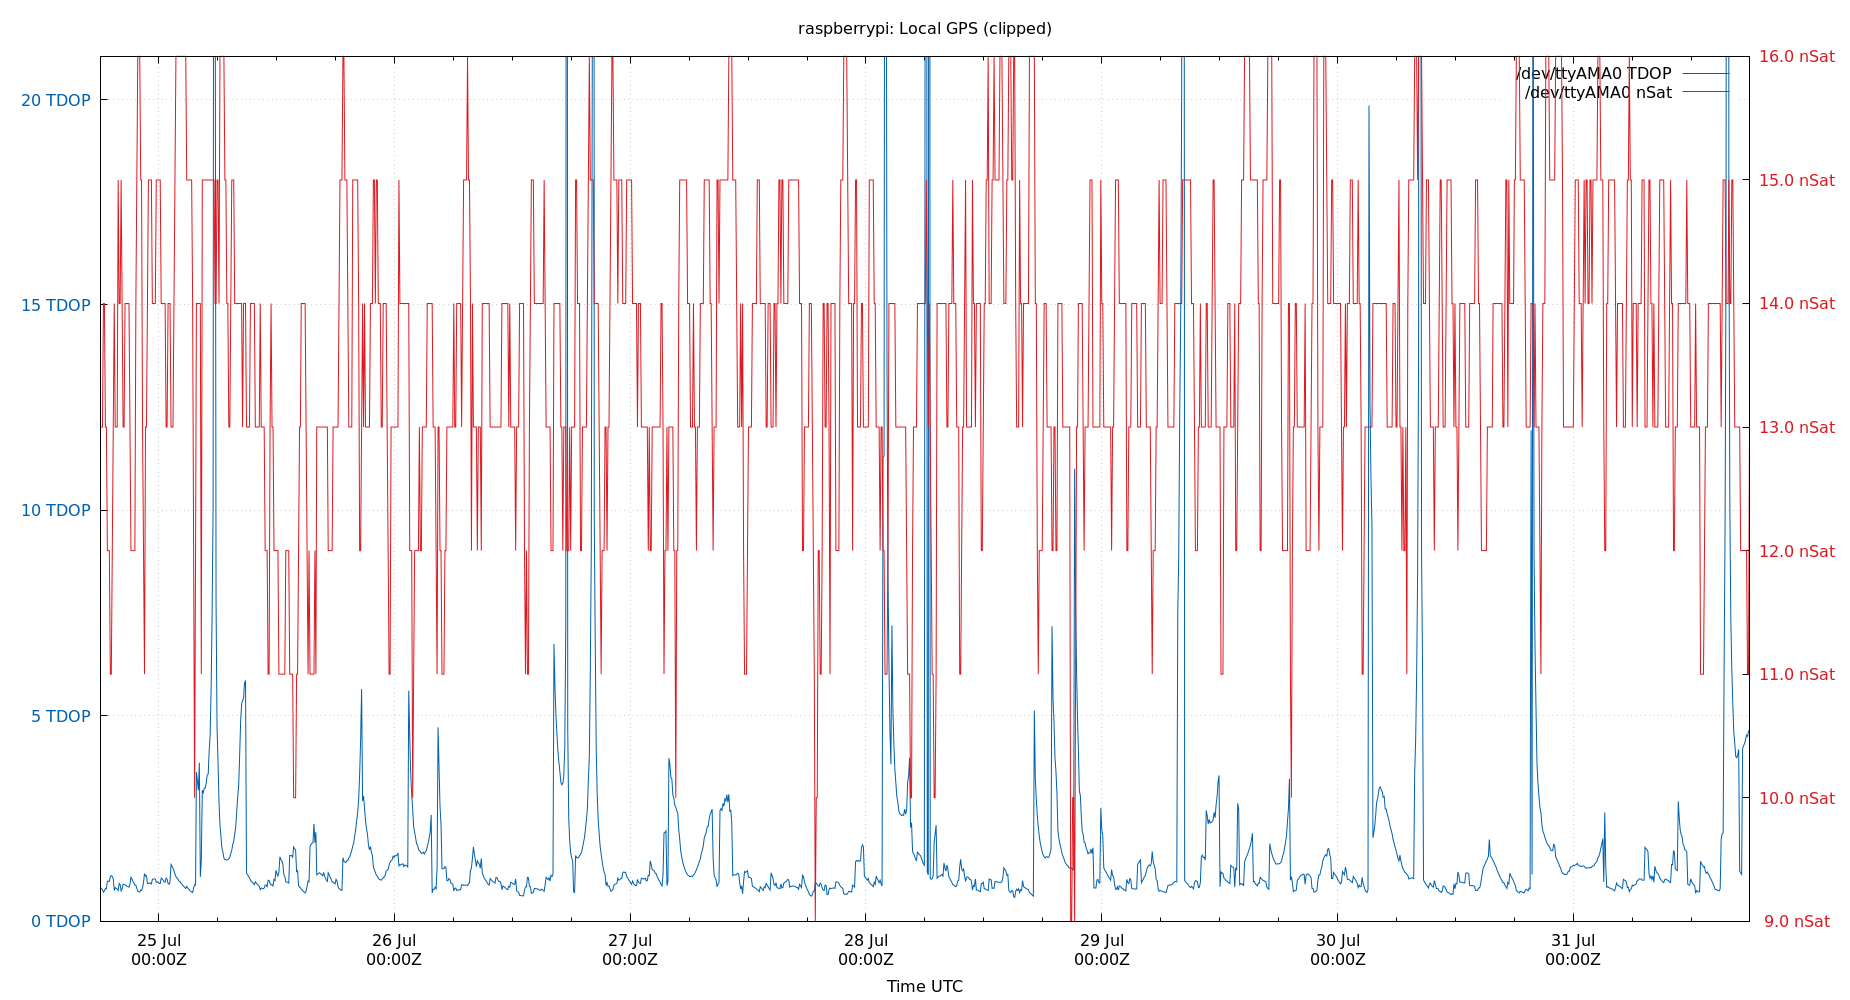 raspberrypi: Local GPS (clipped)
/dev/ttyAMA0 TDOP
/dev/ttyAMA0 nSat
20 TDOP
15 TDOP
10 TDOP
5 TDOP
0 TDOP
16.0 nSat
15.0 nSat
14.0 nSat
13.0 nSat
12.0 nSat
11.0 nSat
10.0 nSat
9.0 nSat
25 Jul
00:00Z
26 Jul
00:00Z
27 Jul
00:00Z
28 Jul
00:00Z
29 Jul
00:00Z
30 Jul
00:00Z
31 Jul
00:00Z
Time UTC